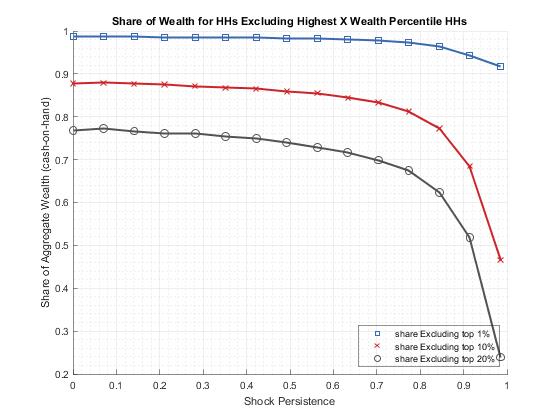 Share of Wealth for HHs Excluding Highest X Wealth Percentile HHs
1
0.9
0.8
0.7
0.6
0.5
0.4
0.3
0.2
Share of Aggregate Wealth (cash-on-hand)
share Excluding top 1%
share Excluding top 10%
share Excluding top 20%
0 0.1 0.2 0.3 0.4 0.5 0.6 0.7 0.8 0.9 1
Shock Persistence